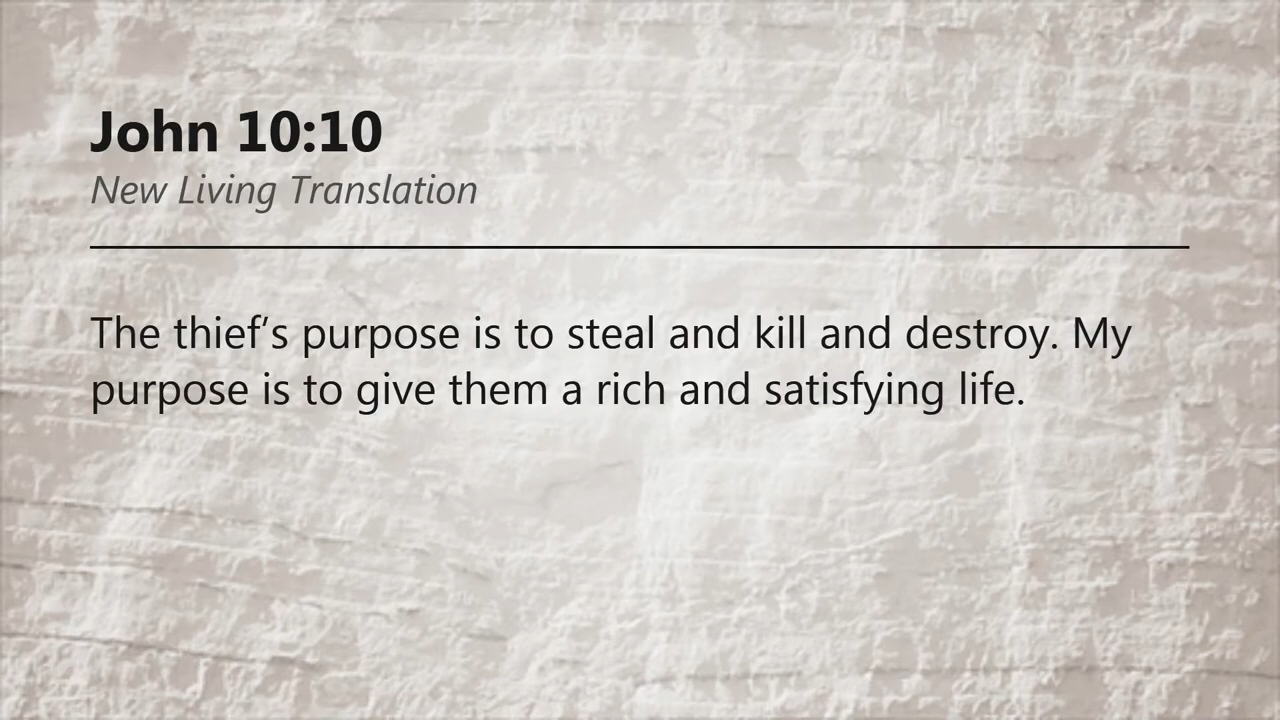 John 10:10
New Living Translation
The thief’s purpose is to steal and kill and destroy. My
purpose is to give them a rich and satisfying life.